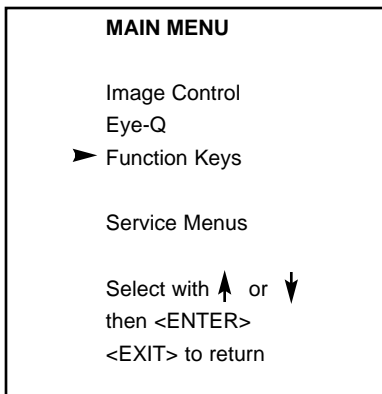 MAIN MENU
Image Control
Eye-Q
Function Keys
Service Menus
Select with or
then <ENTER>
<EXIT> to return